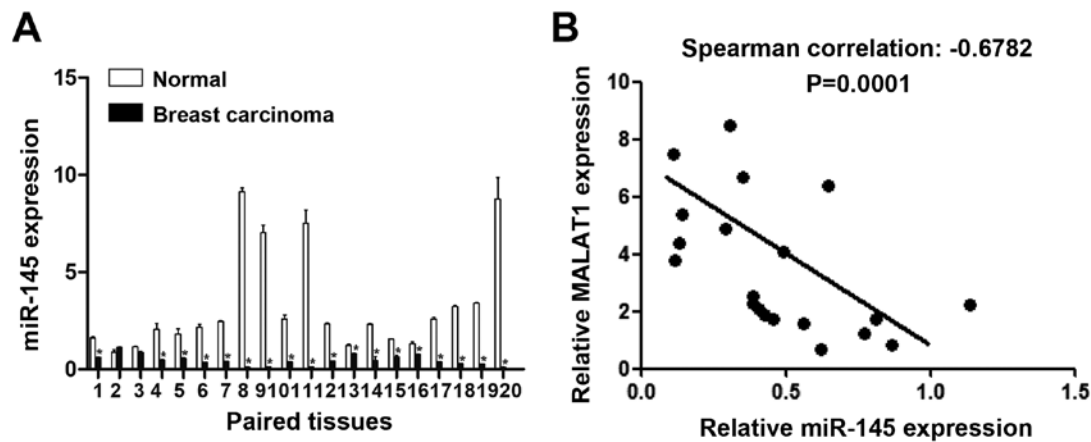 A
miR-145 expression
15
10
5
0
Normal
Breast carcinoma
* * * * * * * * * * * * * * * * * *
1 2 3 4 5 6 7 8 9 10 11 12 13 14 15 16 17 18 19 20
Paired tissues
B
Spearman correlation: -0.6782
P=0.0001
Relative MALAT1 expression
10
8
6
4
2
0
0.0 0.5 1.0 1.5
Relative miR-145 expression